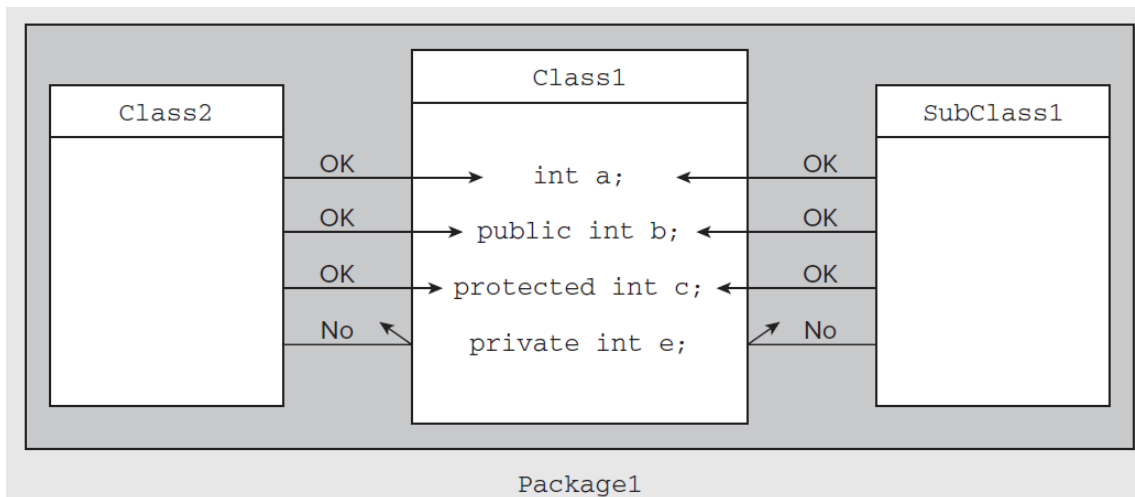 Class1
Class2
SubClass1
OK int a; OK
OK public int b; OK
OK protected int c; OK
No private int e; No
Package1